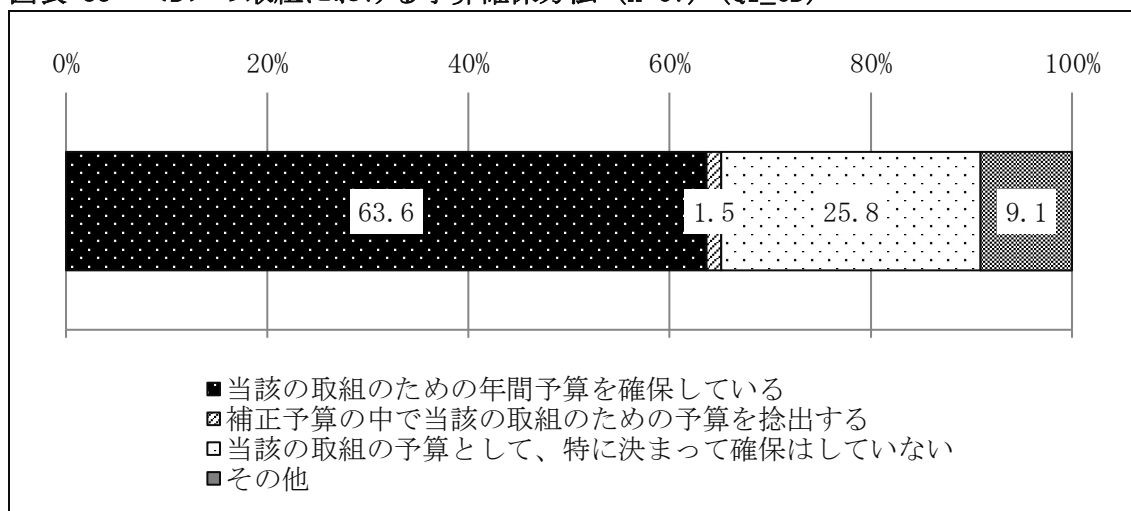 0% 20% 40% 60% 80% 100%
63.6 1.5 25.8 9.1
当該の取組のための年間予算を確保している
補正予算の中で当該の取組のための予算を捻出する
当該の取組の予算として、特に決まって確保はしていない
その他